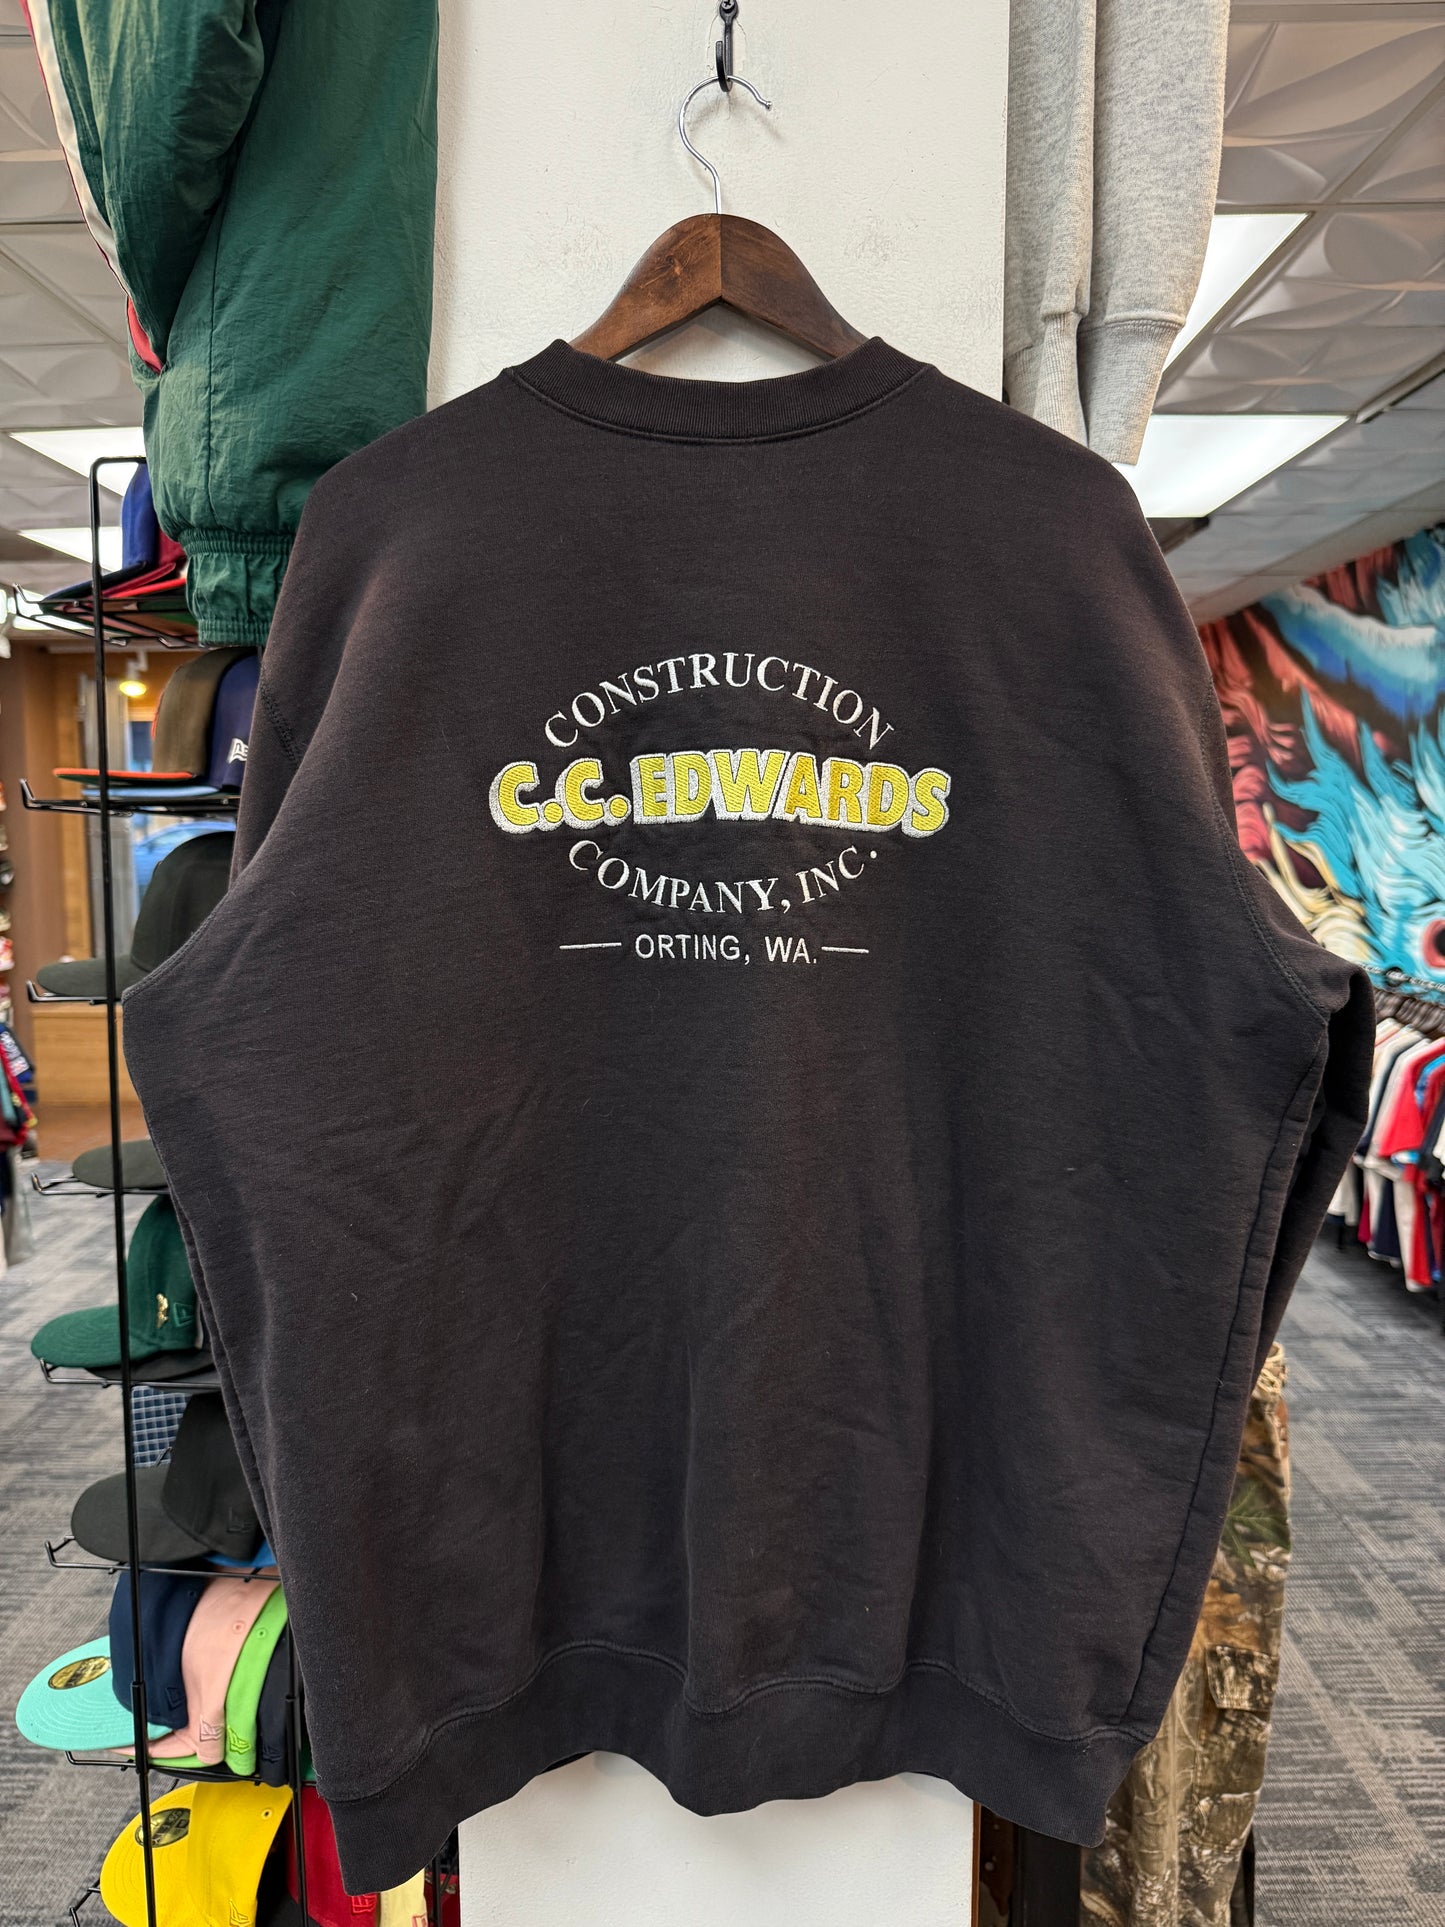 CONSTRUCTION
C.C. EDWARDS
COMPANY, INC.
ORTING, WA.